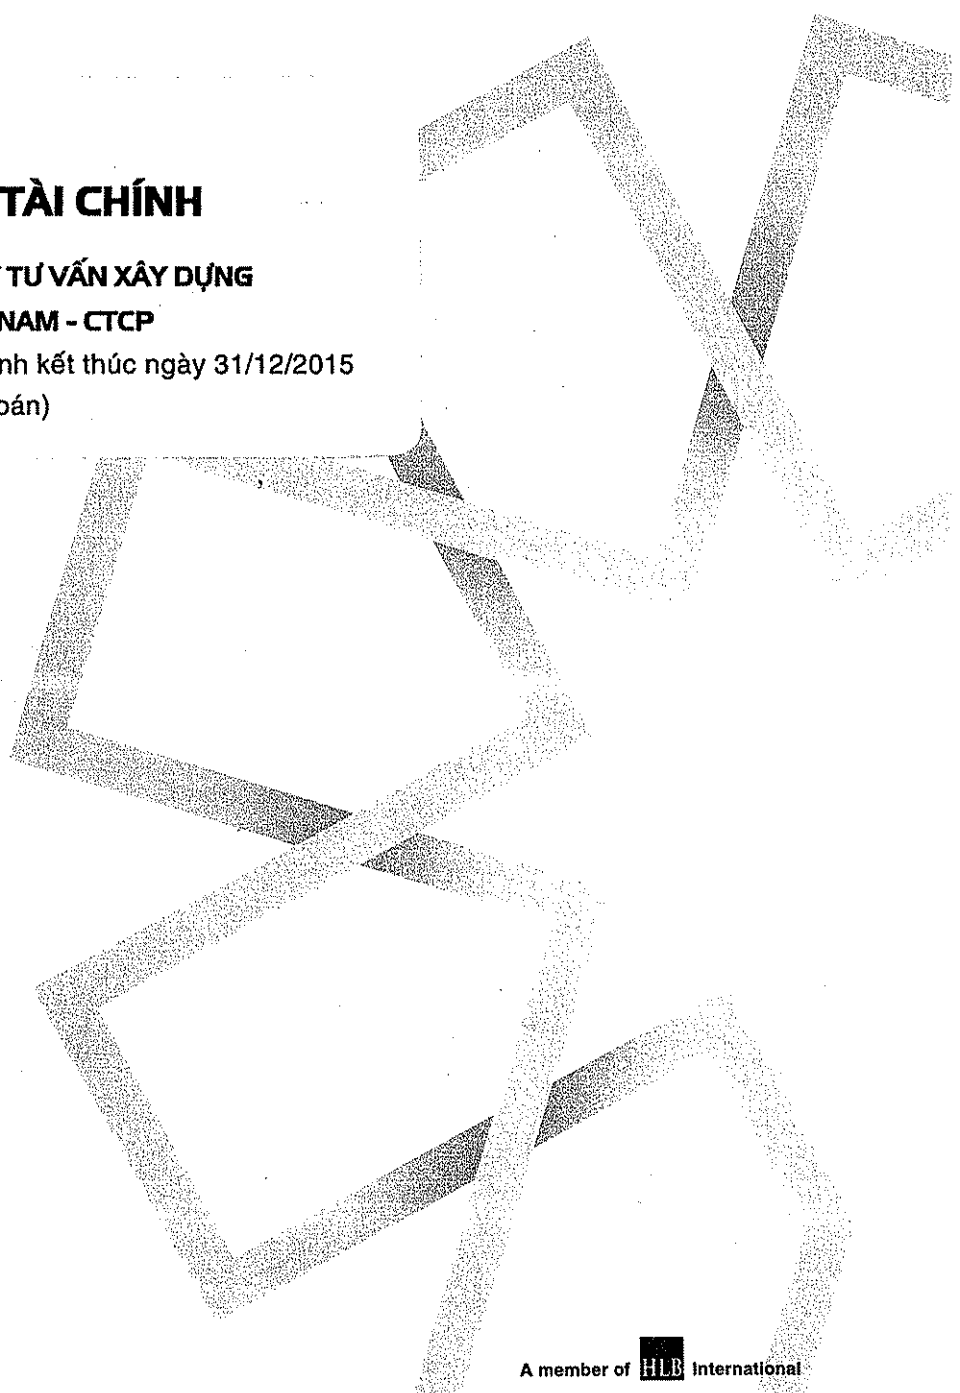 TÀI CHÍNH
TƯ VẤN XÂY DỰNG
NAM - CTCP
nh kết thúc ngày 31/12/2015
oán)
A member of HLB International